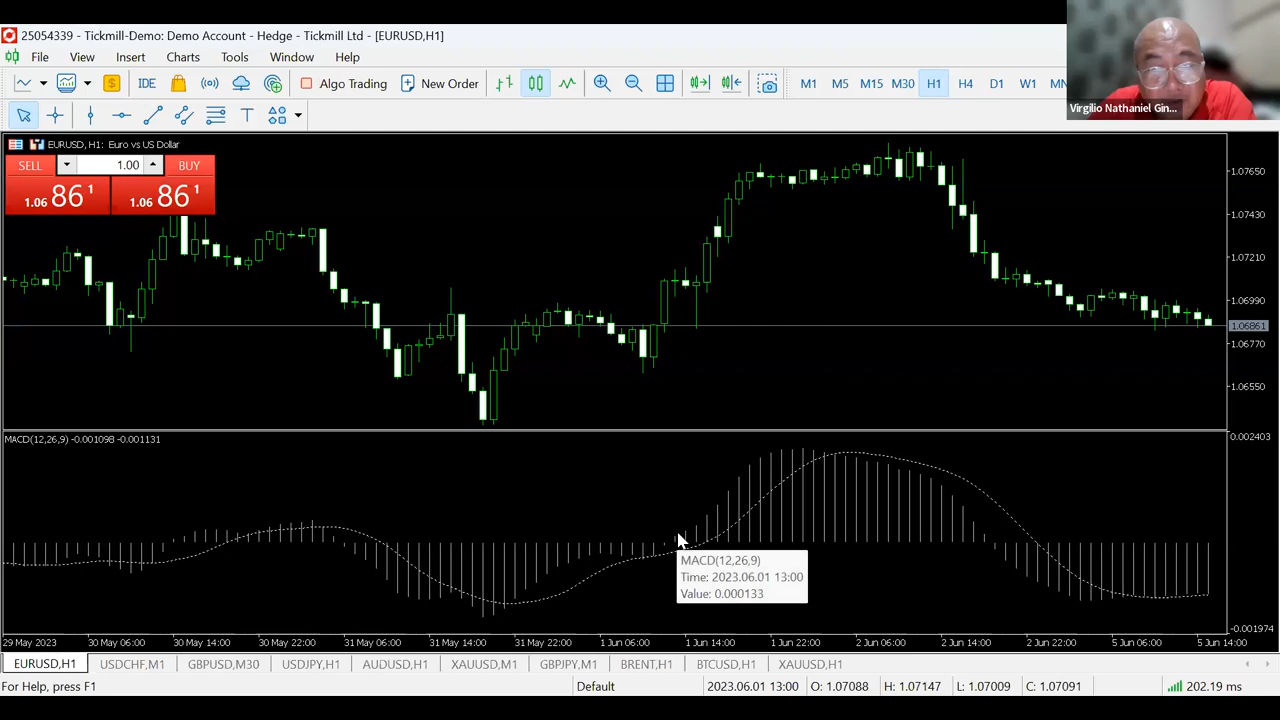 25054339 - Tickmill-Demo: Demo Account - Hedge - Tickmill Ltd - [EURUSD,H1]
File View Insert Charts Tools Window Help
IDE Algo Trading New Order M1 M5 M15 M30 H1 H4 D1 W1 MN
Virgilio Nathaniel Gin...
T
EURUSD, H1: Euro vs US Dollar
SELL 1.00 BUY
1.06 86 1 1.06 86 1
1.07650
1.07430
1.07210
1.06990
1.06961
1.06770
1.06550
MACD(12,26,9) -0.001098 -0.001131
0.002403
MACD(12,26,9)
Time: 2023.06.01 13:00
Value: 0.000133
-0.001974
29 May 2023 30 May 06:00 30 May 14:00 30 May 22:00 31 May 06:00 31 May 14:00 31 May 22:00 1 Jun 06:00 1 Jun 14:00 1 Jun 22:00 2 Jun 06:00 2 Jun 14:00 2 Jun 22:00 5 Jun 06:00 5 Jun 14:00
EURUSD,H1 USDCHF,M1 GBPUSD,M30 USDJPY,H1 AUDUSD,H1 XAUUSD,M1 GBPJPY,M1 BRENT,H1 BTCUSD,H1 XAUUSD,H1
For Help, press F1 Default 2023.06.01 13:00 O: 1.07088 H: 1.07147 L: 1.07009 C: 1.07091 202.19 ms